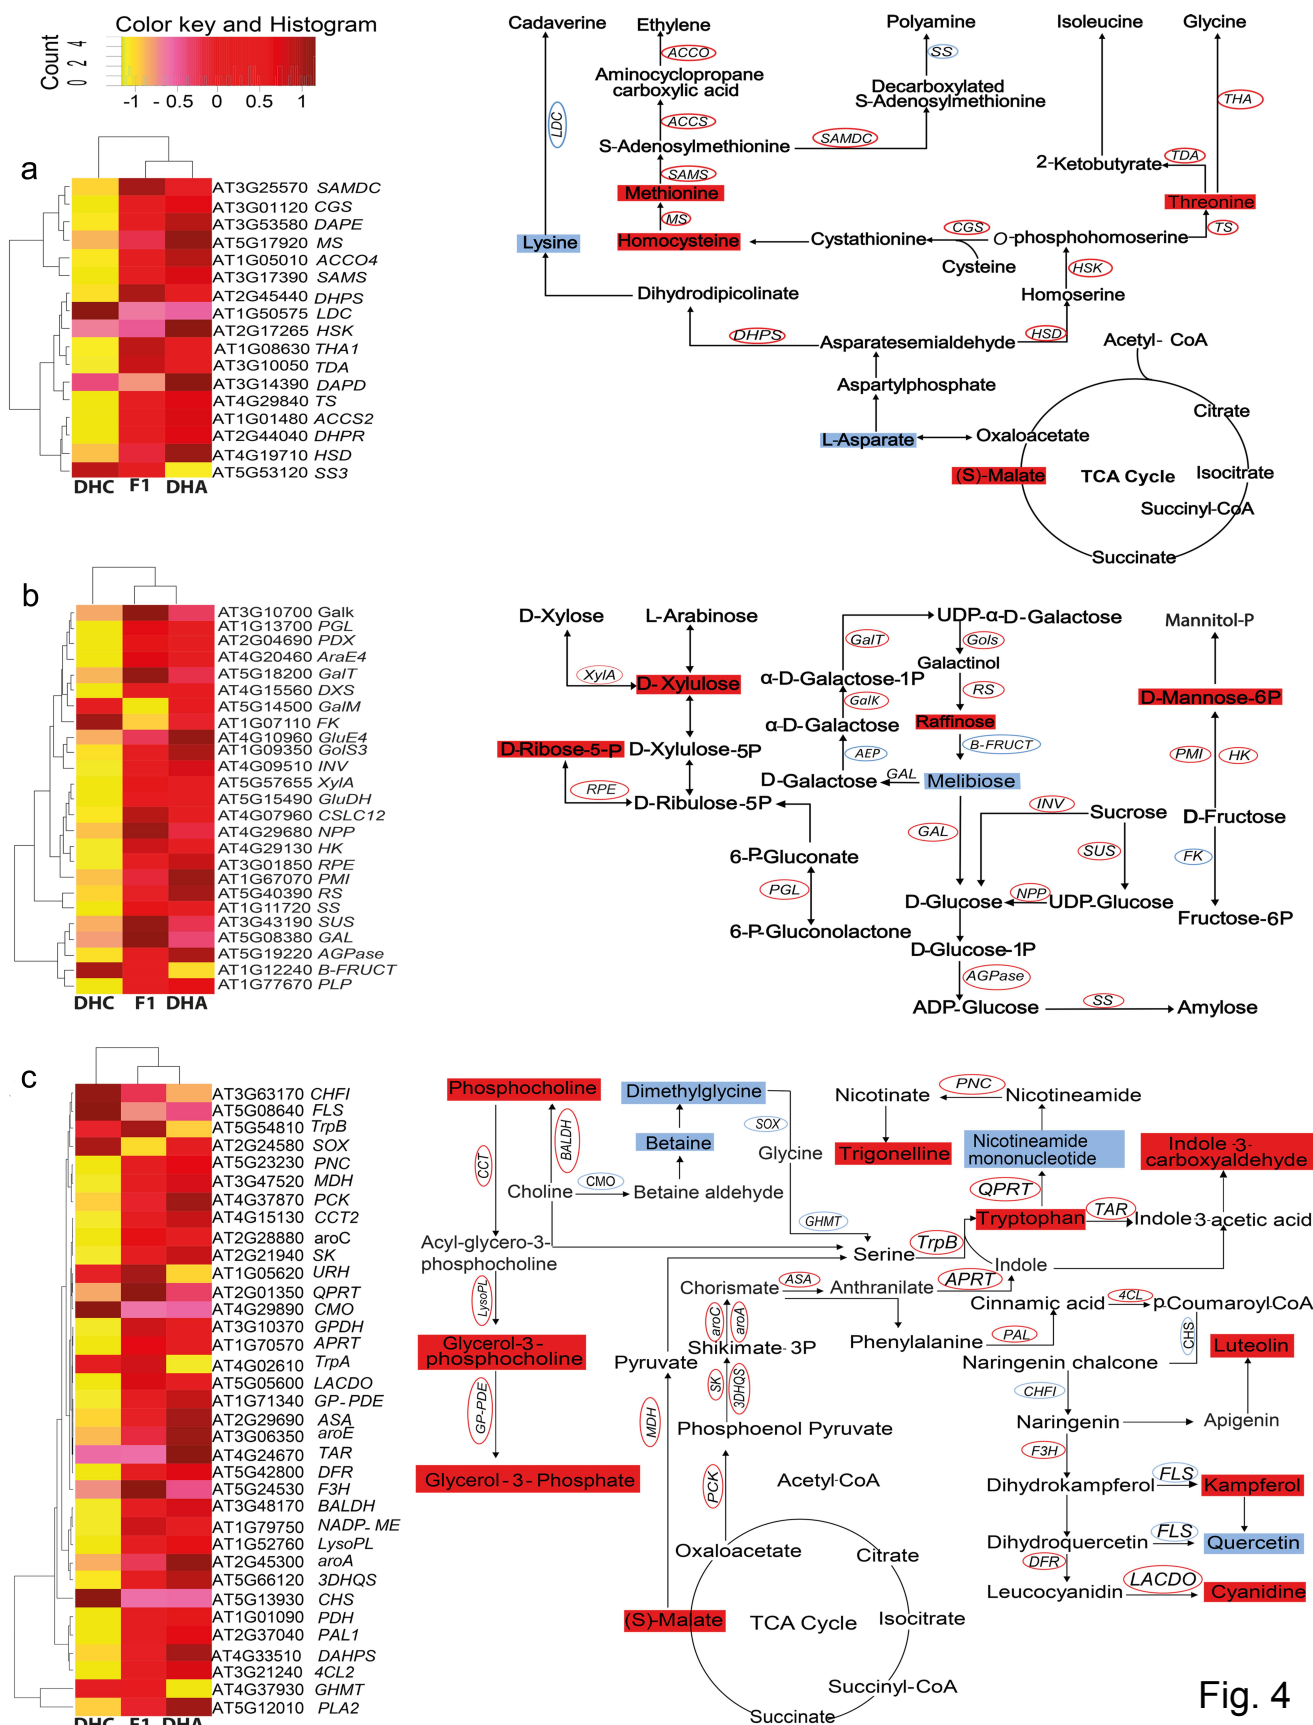 Color key and Histogram
Count
0 2 4
-1 - 0.5 0 0.5 1
a
AT3G25570 SAMDC
AT3G01120 CGS
AT3G53580 DAPE
AT5G17920 MS
AT1G05010 ACCO4
AT3G17390 SAMS
AT2G45440 DHPS
AT1G50575 LDC
AT2G17265 HSK
AT1G08630 THA1
AT3G10050 TDA
AT3G14390 DAPD
AT4G29840 TS
AT1G01480 ACCS2
AT2G44040 DHPR
AT4G19710 HSD
AT5G53120 SS3
DHC F1 DHA
Cadaverine
Ethylene
Polyamine
Isoleucine
Glycine
ACCO
SS
Aminocyclopropane
carboxylic acid
Decarboxylated
S-Adenosylmethionine
THA
LDC
ACCS
SAMDC
S-Adenosylmethionine
2-Ketobutyrate
TDA
SAMS
Methionine
Threonine
MS
CGS
TS
Lysine
Homocysteine
Cystathionine
O-phosphohomoserine
Cysteine
HSK
Dihydrodipicolinate
Homoserine
DHPS
Asparatesemialdehyde
HSD
Acetyl- CoA
Aspartylphosphate
Citrate
L-Asparate
Oxaloacetate
(S)-Malate
TCA Cycle
Isocitrate
Succinyl-CoA
Succinate
b
AT3G10700 Galk
AT1G13700 PGL
AT2G04690 PDX
AT4G20460 AraE4
AT5G18200 GalT
AT4G15560 DXS
AT5G14500 GalM
AT1G07110 FK
AT4G10960 GluE4
AT1G09350 GolS3
AT4G09510 INV
AT5G57655 XylA
AT5G15490 GluDH
AT4G07960 CSLC12
AT4G29680 NPP
AT4G29130 HK
AT3G01850 RPE
AT1G67070 PMI
AT5G40390 RS
AT1G11720 SS
AT3G43190 SUS
AT5G08380 GAL
AT5G19220 AGPase
AT1G12240 B-FRUCT
AT1G77670 PLP
DHC F1 DHA
D-Xylose
L-Arabinose
UDP-α-D-Galactose
Mannitol-P
GalT
Gols
XylA
Galactinol
D- Xylulose
α-D-Galactose-1P
RS
D-Mannose-6P
GalK
Raffinose
α-D-Galactose
D-Ribose-5-P
D-Xylulose-5P
AEP
B-FRUCT
PMI
HK
D-Galactose
GAL
Melibiose
RPE
D-Ribulose-5P
INV
Sucrose
D-Fructose
GAL
6-P-Gluconate
SUS
FK
PGL
D-Glucose
NPP
UDP-Glucose
Fructose-6P
6-P-Gluconolactone
D-Glucose-1P
AGPase
ADP-Glucose
SS
Amylose
c
AT3G63170 CHFI
AT5G08640 FLS
AT5G54810 TrpB
AT2G24580 SOX
AT5G23230 PNC
AT3G47520 MDH
AT4G37870 PCK
AT4G15130 CCT2
AT2G28880 aroC
AT2G21940 SK
AT1G05620 URH
AT2G01350 QPRT
AT4G29890 CMO
AT3G10370 GPDH
AT1G70570 APRT
AT4G02610 TrpA
AT5G05600 LACDO
AT1G71340 GP-PDE
AT2G29690 ASA
AT3G06350 aroE
AT4G24670 TAR
AT5G42800 DFR
AT5G24530 F3H
AT3G48170 BALDH
AT1G79750 NADP- ME
AT1G52760 LysoPL
AT2G45300 aroA
AT5G66120 3DHQS
AT5G13930 CHS
AT1G01090 PDH
AT2G37040 PAL1
AT4G33510 DAHPS
AT3G21240 4CL2
AT4G37930 GHMT
AT5G12010 PLA2
DHC F1 DHA
Phosphocholine
Dimethylglycine
Nicotinate
PNC
Nicotineamide
CCT
BALDH
SOX
Betaine
Glycine
Trigonelline
Nicotineamide
mononucleotide
Indole -3-
carboxyaldehyde
Choline
CMO
Betaine aldehyde
QPRT
GHMT
Tryptophan
TAR
Indole 3-acetic acid
Acyl-glycero-3-
phosphocholine
Serine
TrpB
Indole
LysoPL
Chorismate
ASA
Anthranilate
APRT
aroC
aroA
Cinnamic acid
4CL
p-Coumaroyl-CoA
Glycerol-3-
phosphocholine
Pyruvate
Shikimate- 3P
Phenylalanine
PAL
CHS
Naringenin chalcone
Luteolin
SK
3DHQS
CHFI
GP-PDE
MDH
Phosphoenol Pyruvate
Naringenin
Apigenin
F3H
Glycerol - 3 - Phosphate
Acetyl-CoA
PCK
Dihydrokampferol
FLS
Kampferol
Dihydroquercetin
FLS
Quercetin
Oxaloacetate
Citrate
DFR
Leucocyanidin
LACDO
Cyanidine
(S)-Malate
TCA Cycle
Isocitrate
Succinyl-CoA
Succinate
Fig. 4